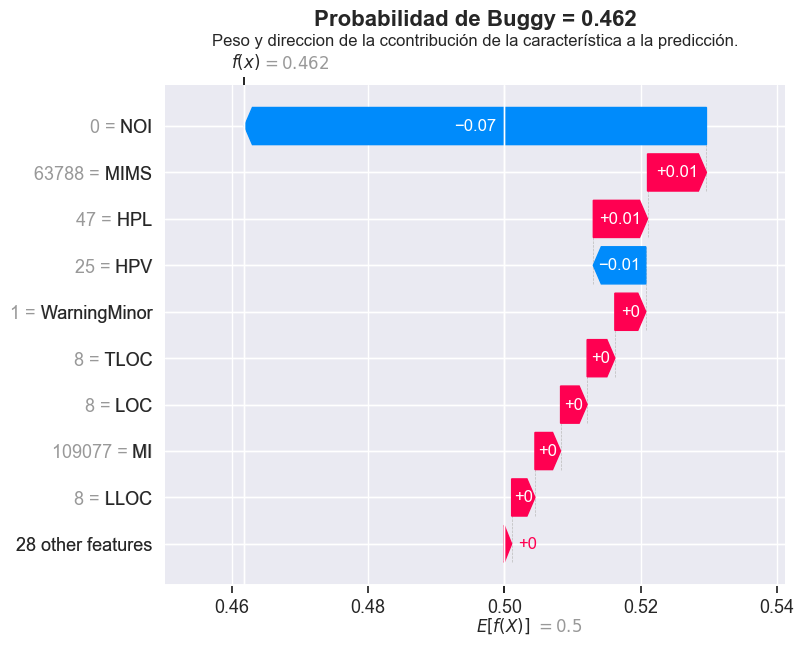 Probabilidad de Buggy = 0.462
Peso y direccion de la ccontribución de la característica a la predicción.
f(x) = 0.462
0 = NOI
−0.07
63788 = MIMS
+0.01
47 = HPL
+0.01
25 = HPV
−0.01
1 = WarningMinor
+0
8 = TLOC
+0
8 = LOC
+0
109077 = MI
+0
8 = LLOC
+0
28 other features
+0
0.46 0.48 0.50 0.52 0.54
E[f(X)] = 0.5